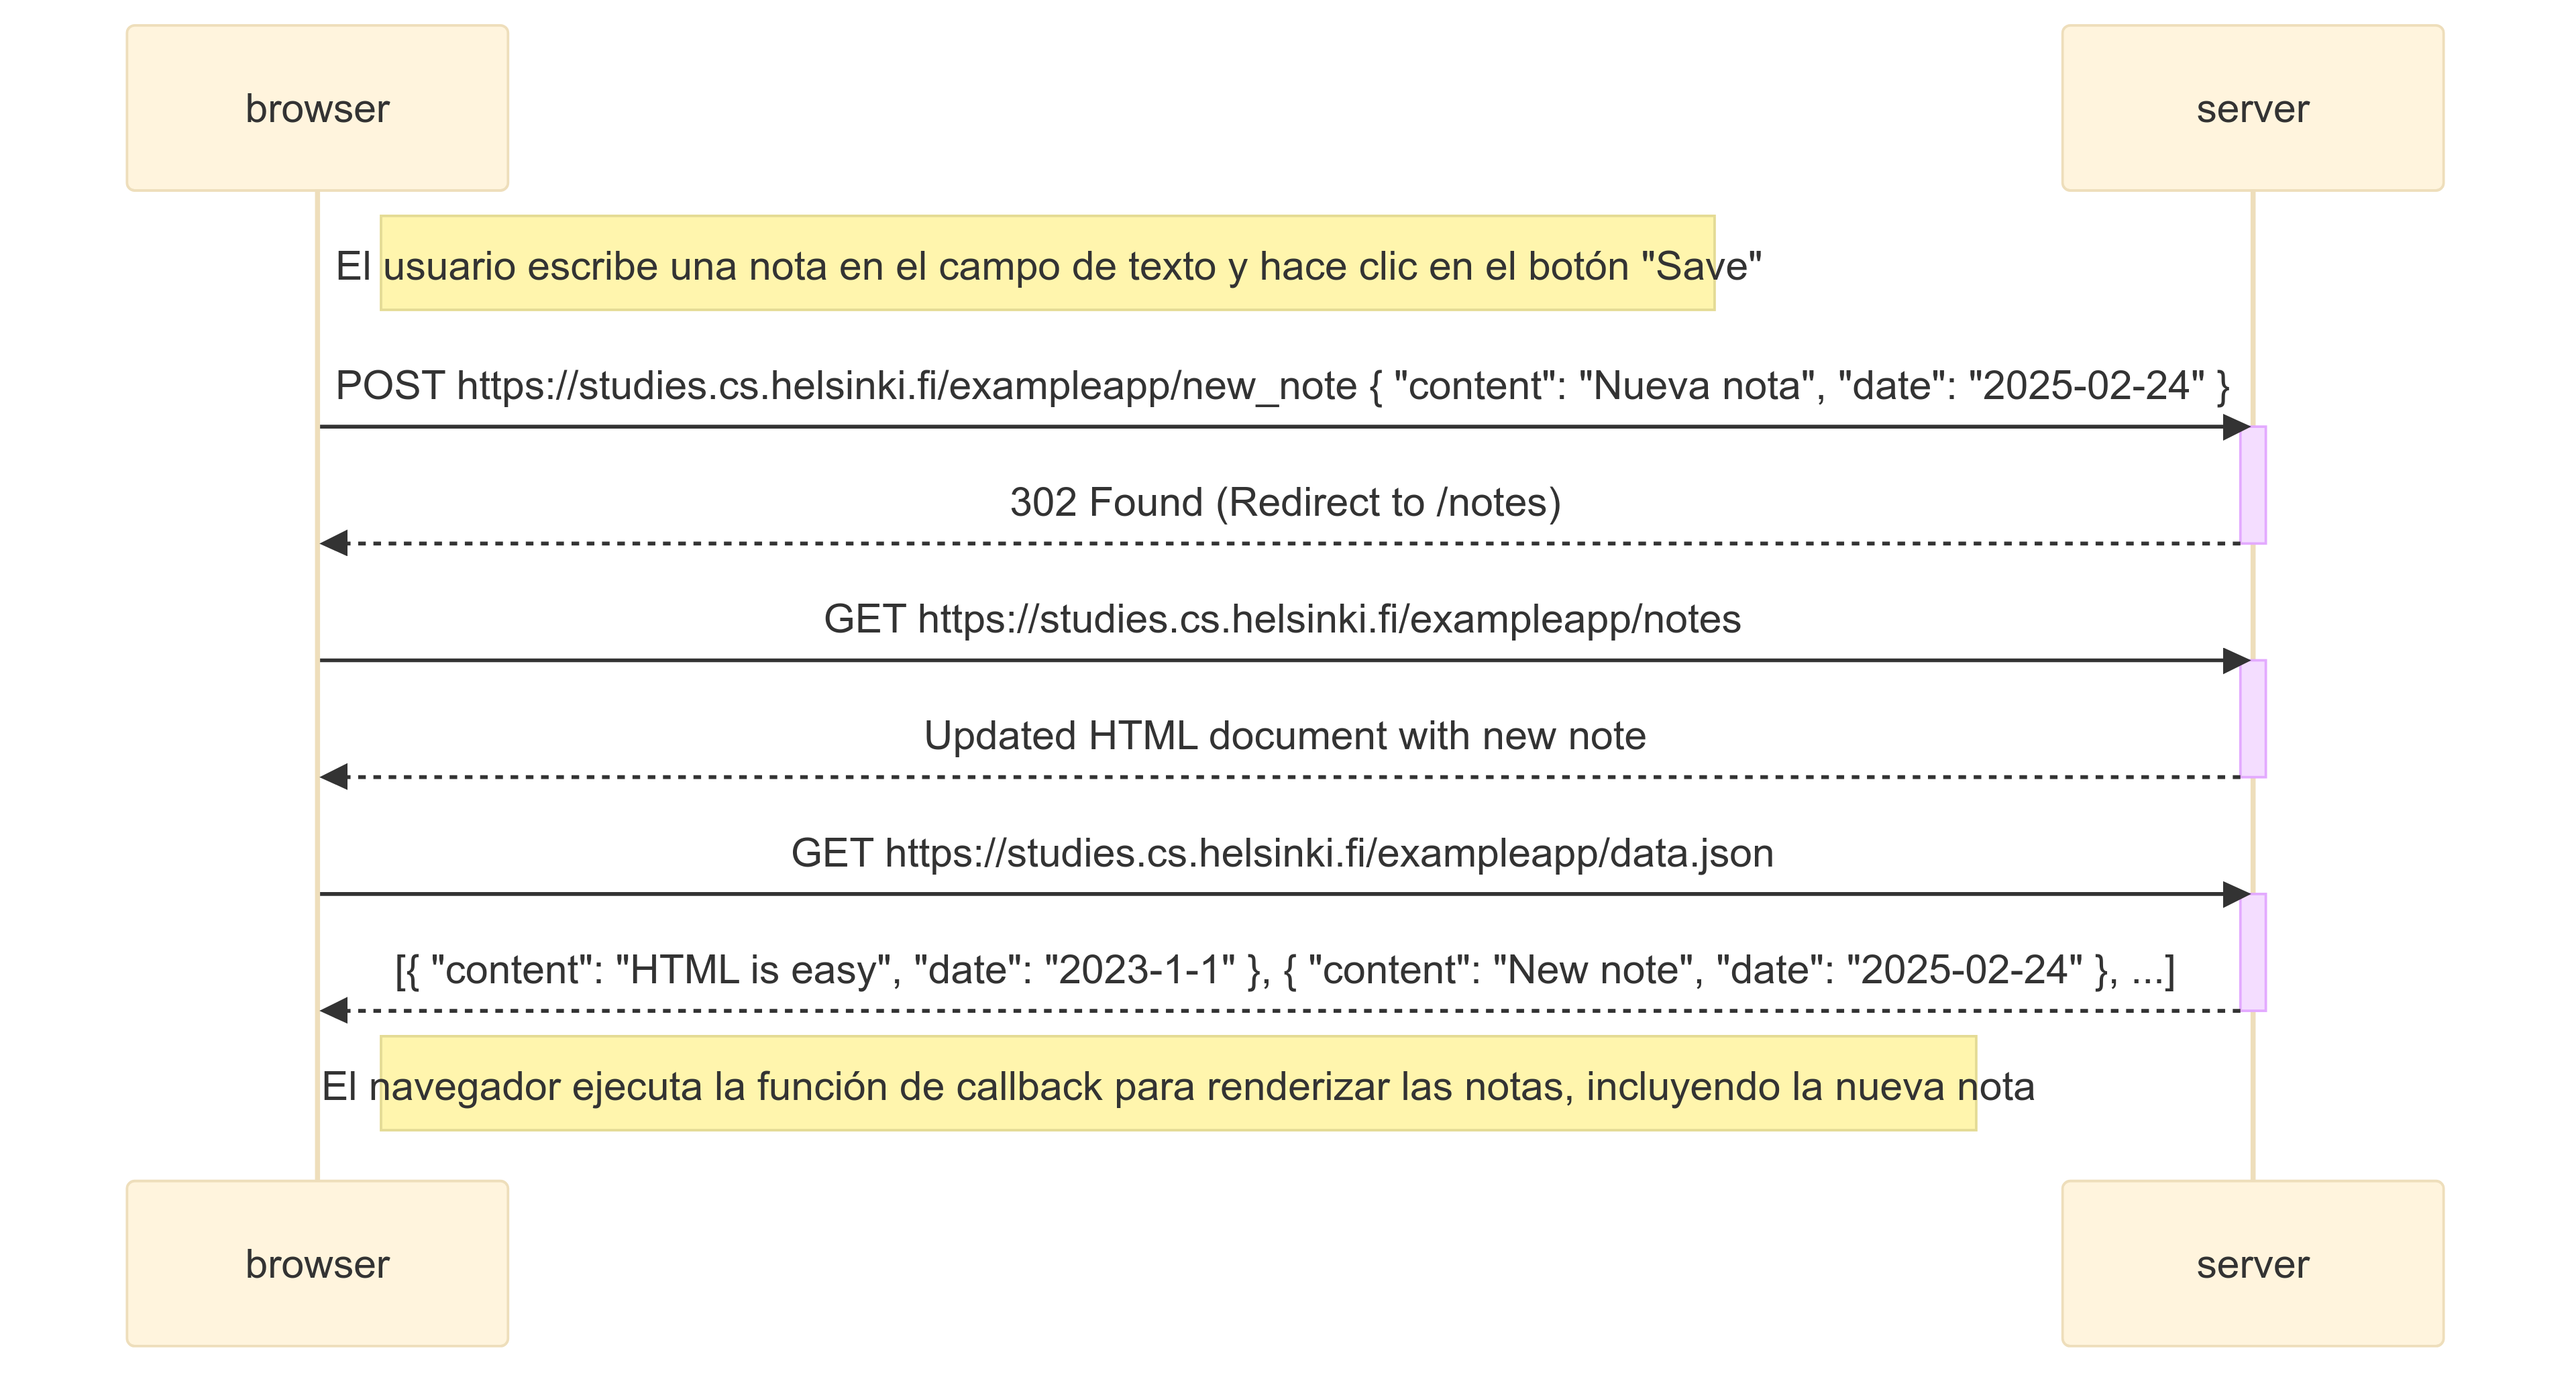 browser
server
El usuario escribe una nota en el campo de texto y hace clic en el botón "Save"
POST https://studies.cs.helsinki.fi/exampleapp/new_note { "content": "Nueva nota", "date": "2025-02-24" }
302 Found (Redirect to /notes)
GET https://studies.cs.helsinki.fi/exampleapp/notes
Updated HTML document with new note
GET https://studies.cs.helsinki.fi/exampleapp/data.json
[{ "content": "HTML is easy", "date": "2023-1-1" }, { "content": "New note", "date": "2025-02-24" }, ...]
El navegador ejecuta la función de callback para renderizar las notas, incluyendo la nueva nota
browser
server